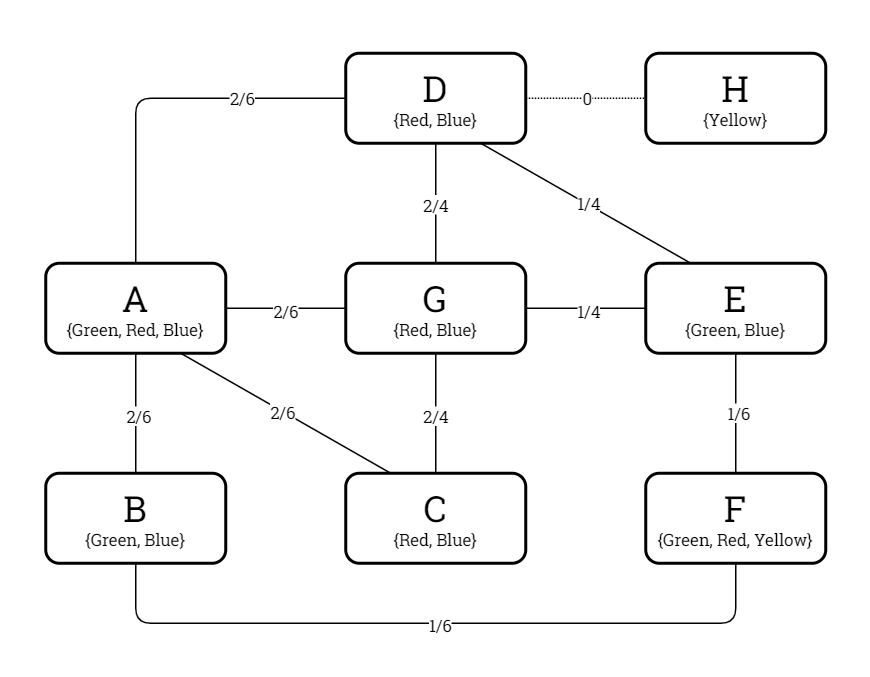 D
{Red, Blue}
H
{Yellow}
2/6
0
2/4
1/4
A
{Green, Red, Blue}
G
{Red, Blue}
E
{Green, Blue}
2/6
1/4
2/6
2/6
2/4
1/6
B
{Green, Blue}
C
{Red, Blue}
F
{Green, Red, Yellow}
1/6